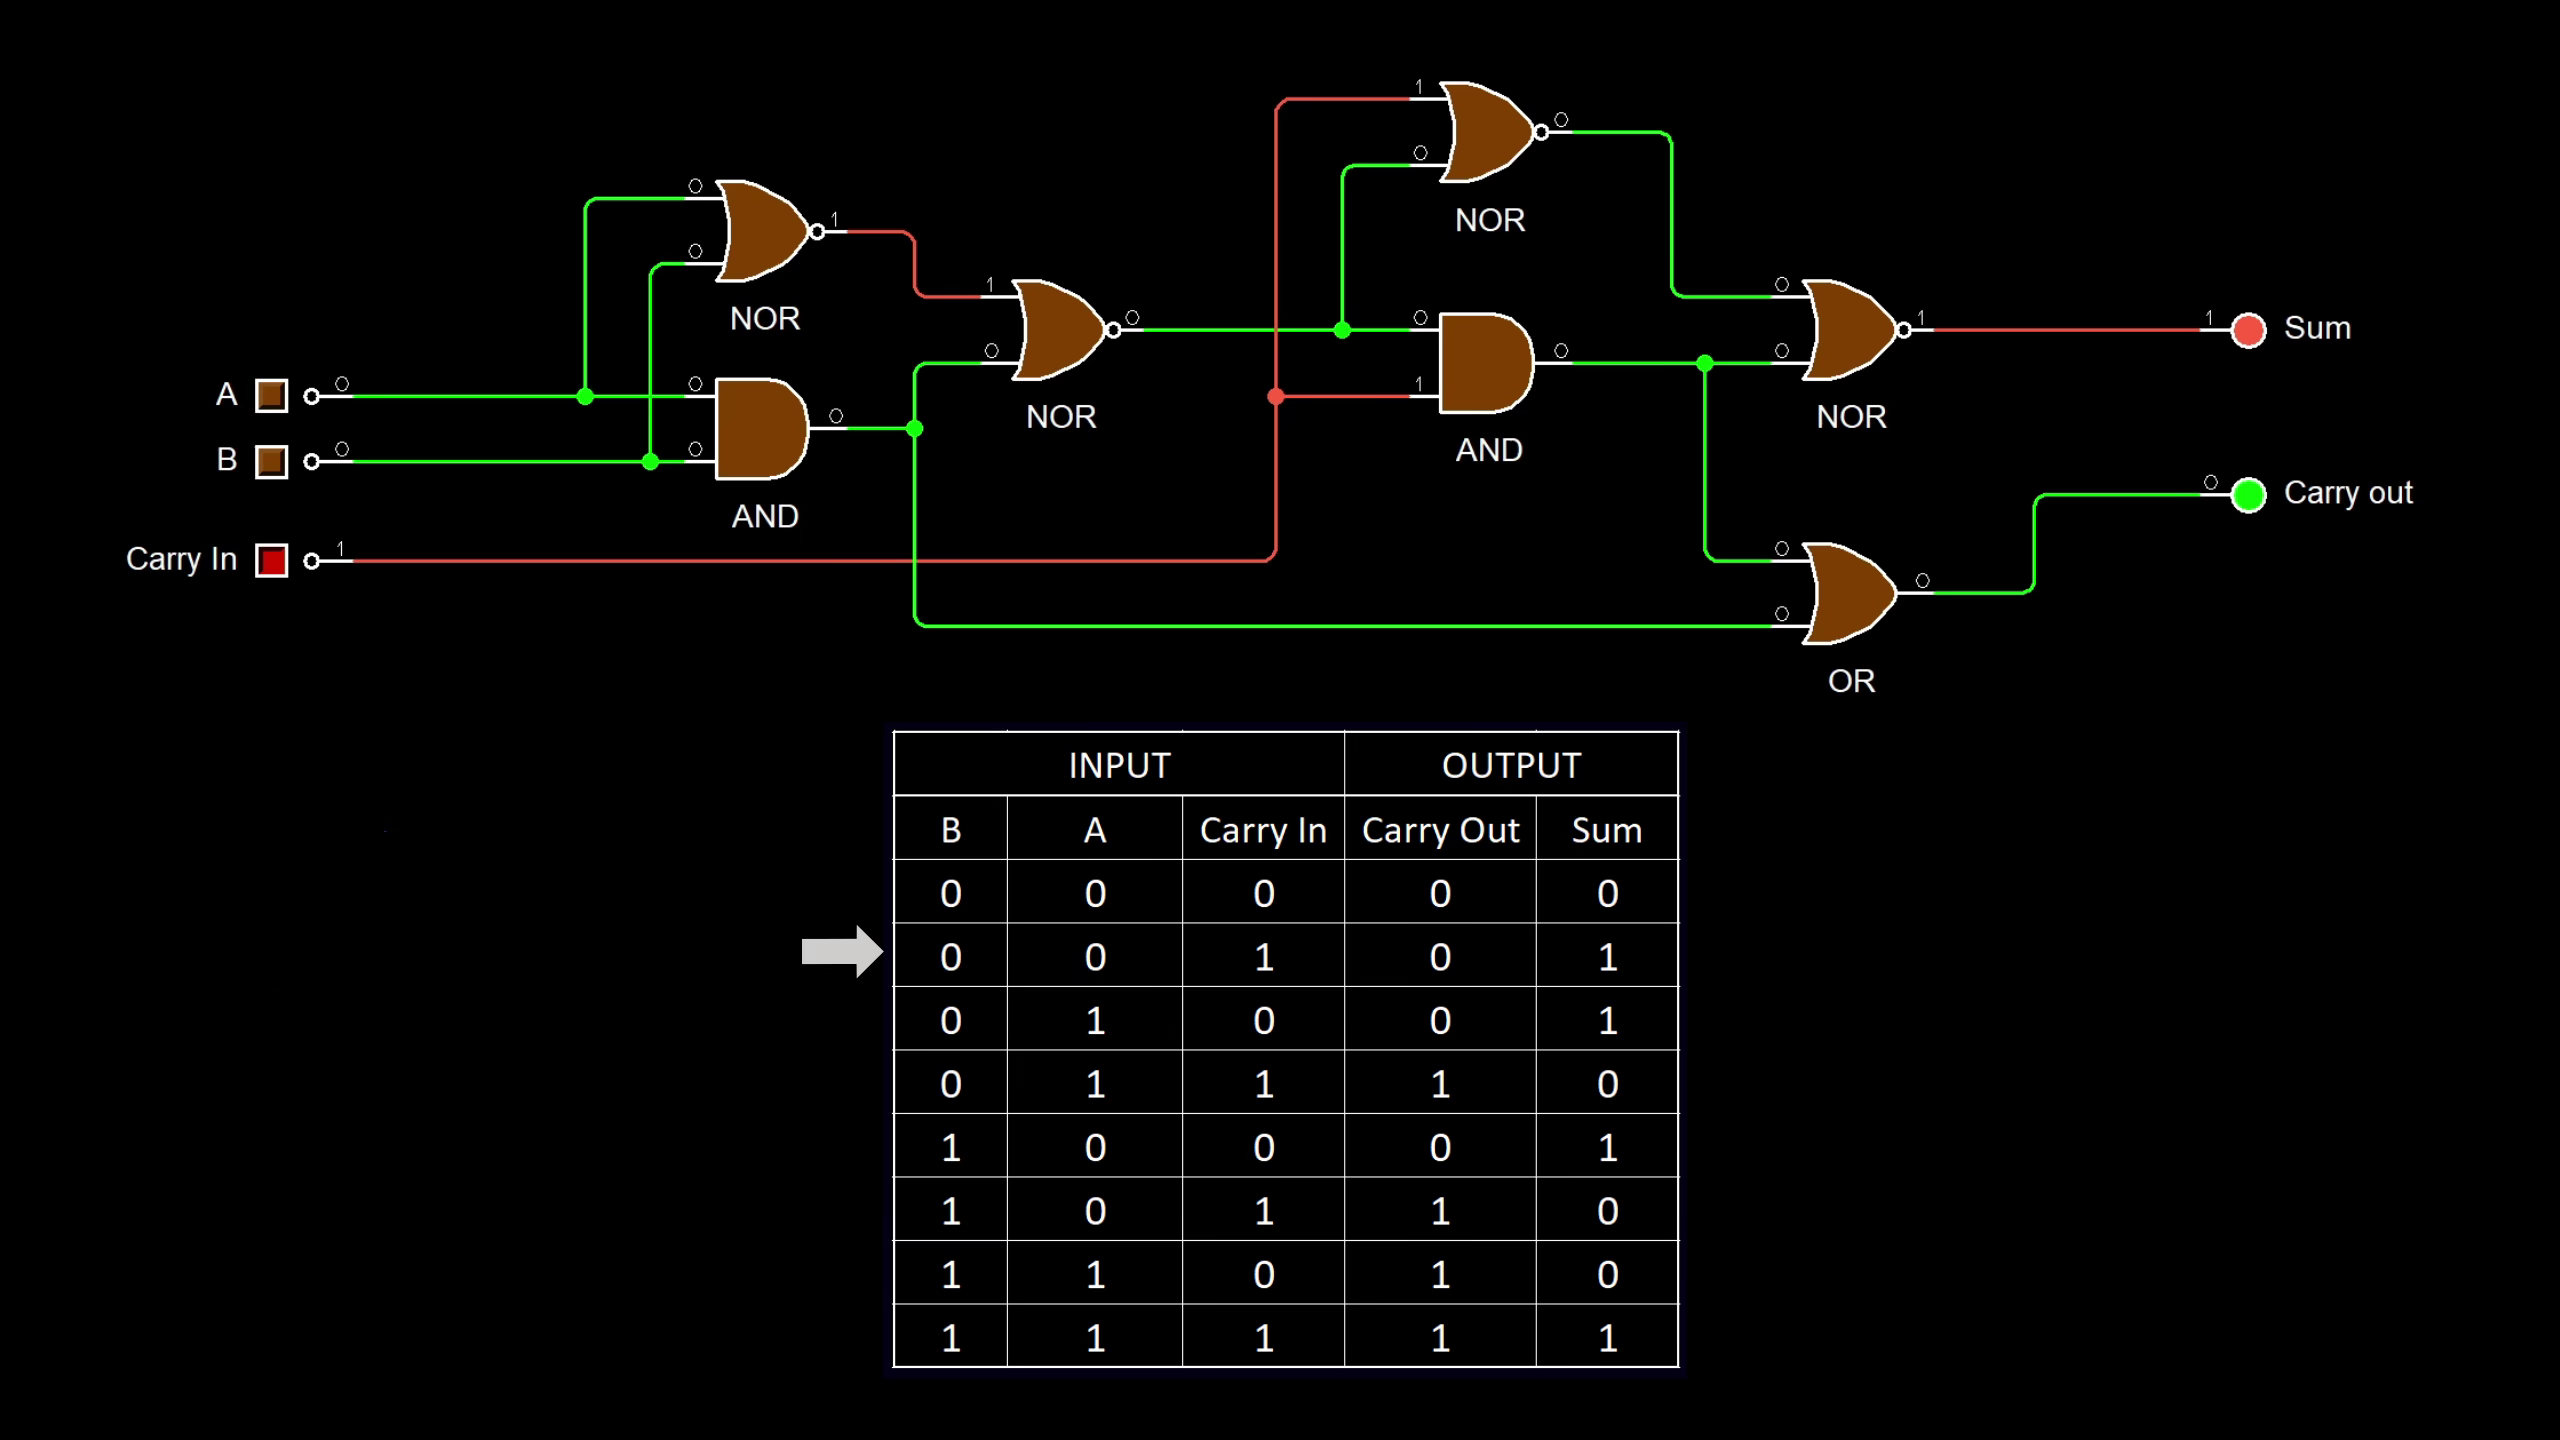 1
0 0
0
0 1 NOR
0
NOR 1 0 0
0 0 0 1 1 Sum
A 0 0 0 0 0
NOR 1 NOR
B 0 0 0 AND
AND 0 Carry out
Carry In 1 0 0
0
OR
INPUT OUTPUT
B A Carry In Carry Out Sum
0 0 0 0 0
0 0 1 0 1
0 1 0 0 1
0 1 1 1 0
1 0 0 0 1
1 0 1 1 0
1 1 0 1 0
1 1 1 1 1